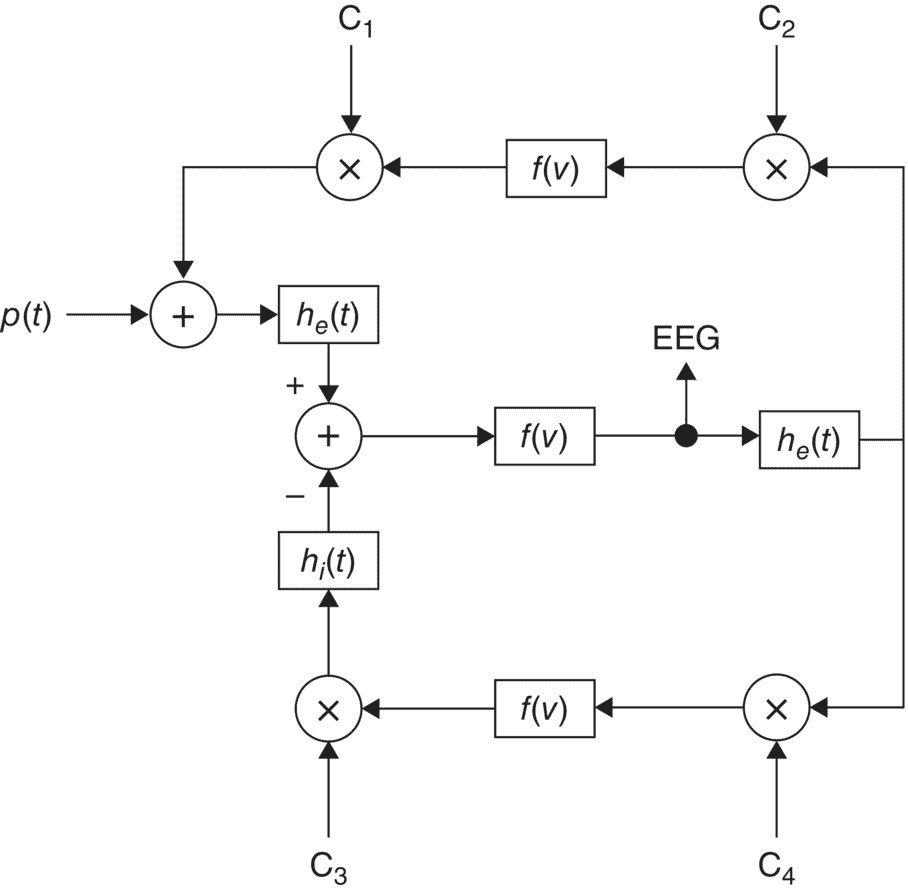 C₁ C₂
× f(v) ×
p(t) + hₑ(t)
EEG
+
+ f(v) hₑ(t)
−
hᵢ(t)
× f(v) ×
C₃ C₄